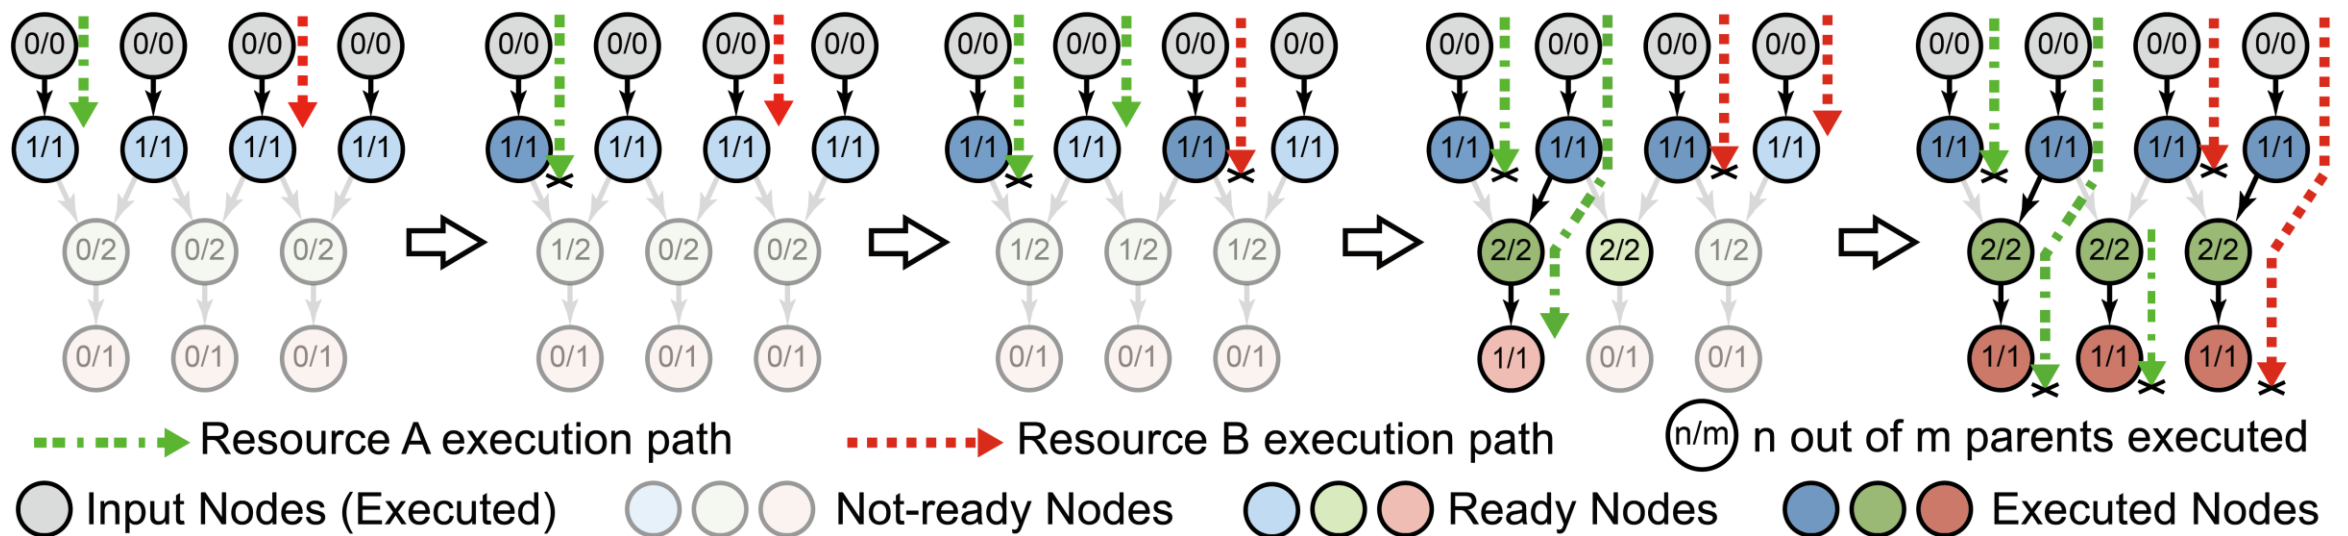 0/0 0/0 0/0 0/0 0/0 0/0 0/0 0/0 0/0 0/0 0/0 0/0 0/0 0/0 0/0 0/0 0/0 0/0 0/0 0/0
1/1 1/1 1/1 1/1 1/1 1/1 1/1 1/1 1/1 1/1 1/1 1/1 1/1 1/1 1/1 1/1 1/1 1/1 1/1 1/1
0/2 0/2 0/2 1/2 0/2 0/2 1/2 1/2 1/2 2/2 2/2 1/2 2/2 2/2 2/2
0/1 0/1 0/1 0/1 0/1 0/1 0/1 0/1 0/1 1/1 0/1 0/1 1/1 1/1 1/1
Resource A execution path Resource B execution path n/m n out of m parents executed
Input Nodes (Executed) Not-ready Nodes Ready Nodes Executed Nodes